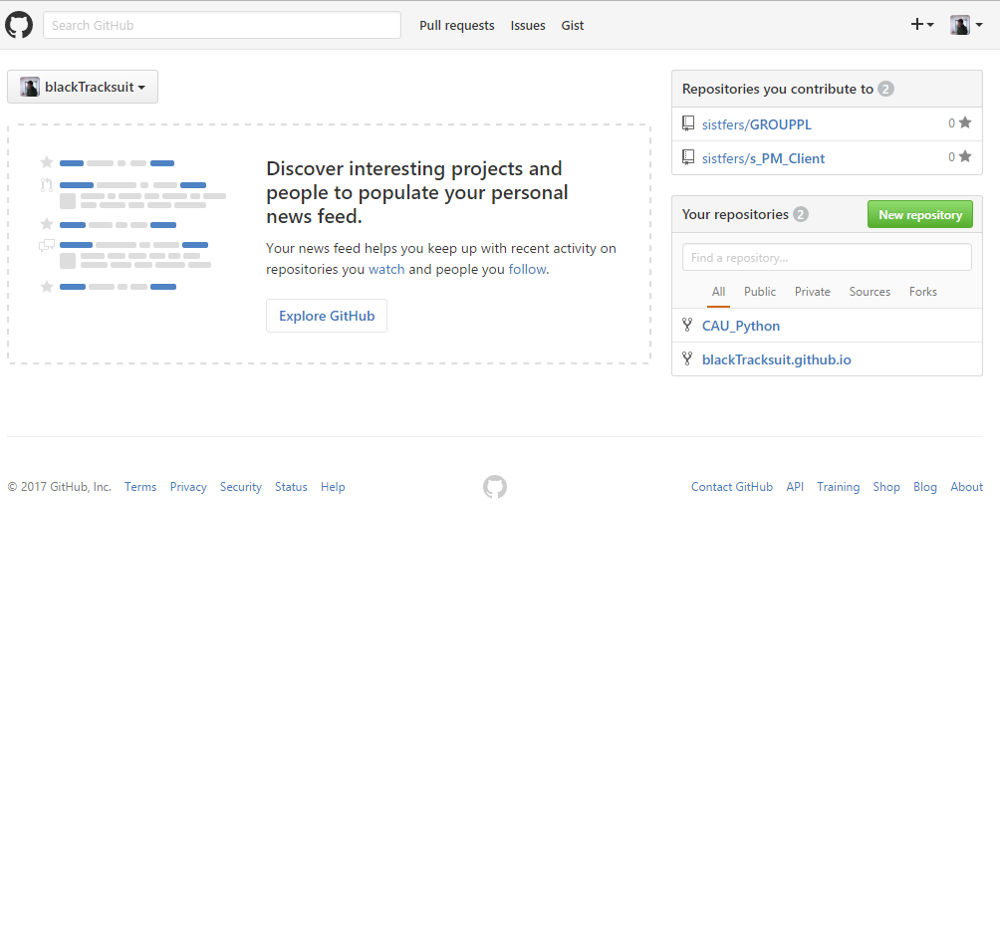 Search GitHub Pull requests Issues Gist
blackTracksuit
Discover interesting projects and
people to populate your personal
news feed.
Your news feed helps you keep up with recent activity on
repositories you watch and people you follow.
Explore GitHub
Repositories you contribute to 2
sistfers/GROUPPL 0
sistfers/s_PM_Client 0
Your repositories 2 New repository
Find a repository...
All Public Private Sources Forks
CAU_Python
blackTracksuit.github.io
© 2017 GitHub, Inc. Terms Privacy Security Status Help Contact GitHub API Training Shop Blog About